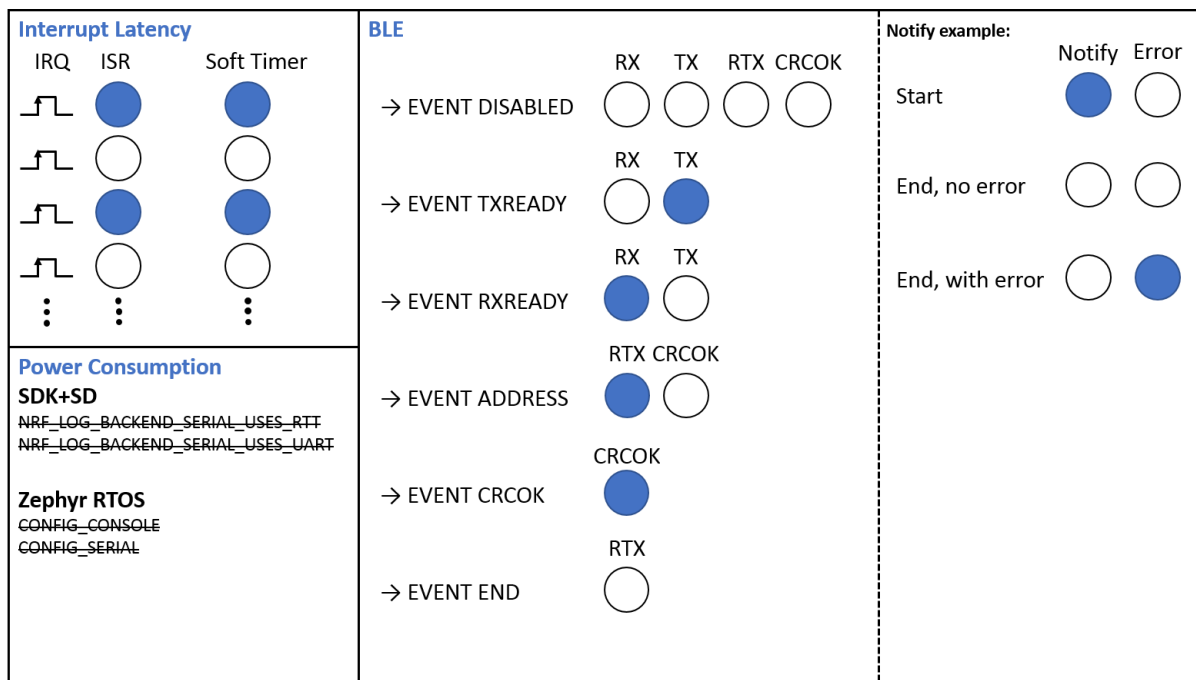 Interrupt Latency
IRQ ISR Soft Timer
Power Consumption
SDK+SD
NRF_LOG_BACKEND_SERIAL_USES_RTT
NRF_LOG_BACKEND_SERIAL_USES_UART
Zephyr RTOS
CONFIG_CONSOLE
CONFIG_SERIAL
BLE
RX TX RTX CRCOK
→ EVENT DISABLED
RX TX
→ EVENT TXREADY
RX TX
→ EVENT RXREADY
RTX CRCOK
→ EVENT ADDRESS
CRCOK
→ EVENT CRCOK
RTX
→ EVENT END
Notify example:
Notify Error
Start
End, no error
End, with error